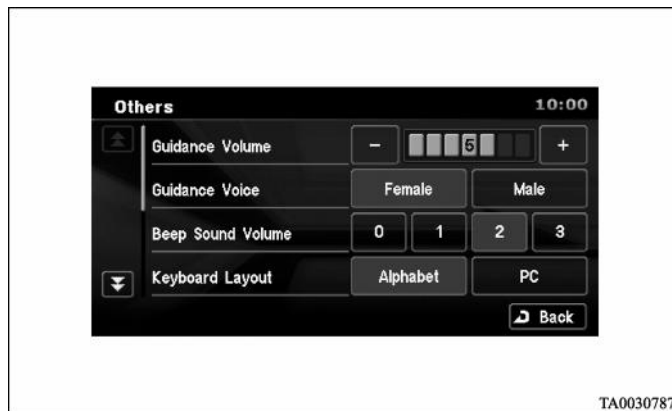 Others 10:00
Guidance Volume - 5 +
Guidance Voice Female Male
Beep Sound Volume 0 1 2 3
Keyboard Layout Alphabet PC
Back
TA0030787